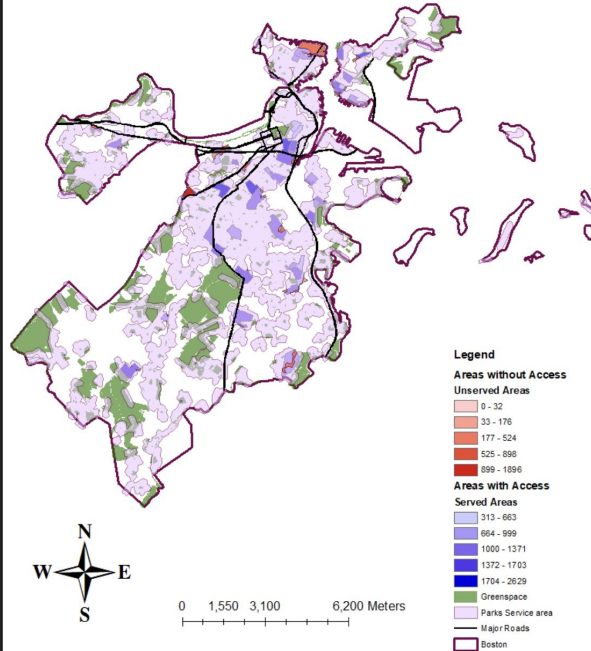 Legend
Areas without Access
Unserved Areas
0 - 32
33 - 176
177 - 524
525 - 898
899 - 1896
Areas with Access
Served Areas
313 - 663
664 - 999
1000 - 1371
1372 - 1703
1704 - 2629
Greenspace
Parks Service area
Major Roads
Boston
N
W E
S
0 1,550 3,100 6,200 Meters